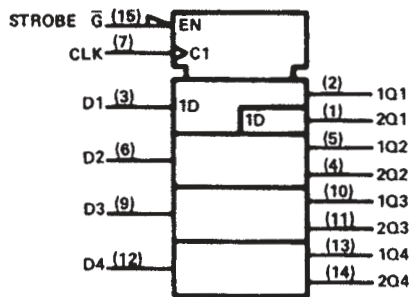 STROBE G̅ (15) EN
CLK (7) C1
D1 (3) 1D (2) 1Q1
1D (1) 2Q1
D2 (6) (5) 1Q2
(4) 2Q2
D3 (9) (10) 1Q3
(11) 2Q3
D4 (12) (13) 1Q4
(14) 2Q4